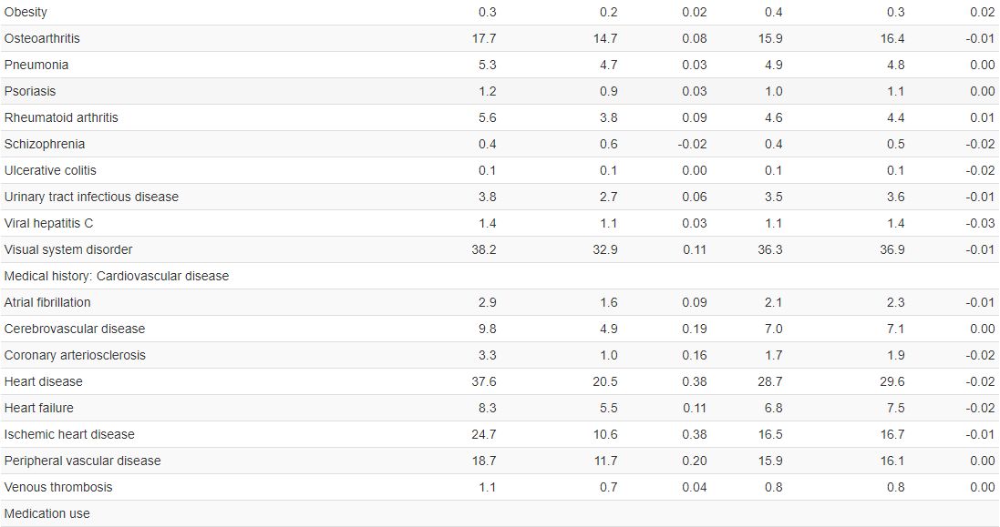 Obesity 0.3 0.2 0.02 0.4 0.3 0.02
Osteoarthritis 17.7 14.7 0.08 15.9 16.4 -0.01
Pneumonia 5.3 4.7 0.03 4.9 4.8 0.00
Psoriasis 1.2 0.9 0.03 1.0 1.1 0.00
Rheumatoid arthritis 5.6 3.8 0.09 4.6 4.4 0.01
Schizophrenia 0.4 0.6 -0.02 0.4 0.5 -0.02
Ulcerative colitis 0.1 0.1 0.00 0.1 0.1 -0.02
Urinary tract infectious disease 3.8 2.7 0.06 3.5 3.6 -0.01
Viral hepatitis C 1.4 1.1 0.03 1.1 1.4 -0.03
Visual system disorder 38.2 32.9 0.11 36.3 36.9 -0.01
Medical history: Cardiovascular disease
Atrial fibrillation 2.9 1.6 0.09 2.1 2.3 -0.01
Cerebrovascular disease 9.8 4.9 0.19 7.0 7.1 0.00
Coronary arteriosclerosis 3.3 1.0 0.16 1.7 1.9 -0.02
Heart disease 37.6 20.5 0.38 28.7 29.6 -0.02
Heart failure 8.3 5.5 0.11 6.8 7.5 -0.02
Ischemic heart disease 24.7 10.6 0.38 16.5 16.7 -0.01
Peripheral vascular disease 18.7 11.7 0.20 15.9 16.1 0.00
Venous thrombosis 1.1 0.7 0.04 0.8 0.8 0.00
Medication use